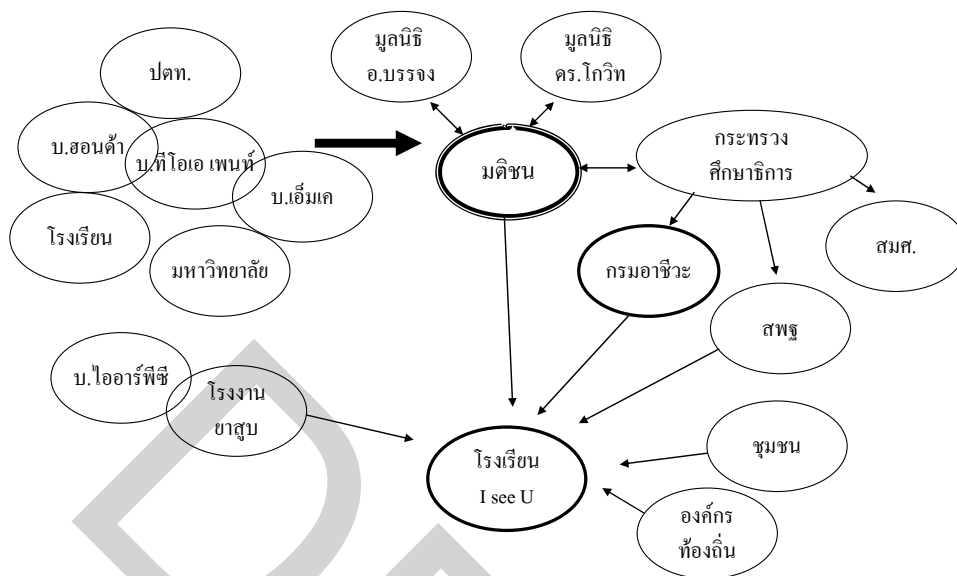 มูลนิธิ
อ.บรรจง
มูลนิธิ
ดร.โกวิท
ปตท.
บ.ฮอนด้า
บ.ทีโอเอ เพนท์
บ.เอ็มเค
โรงเรียน
มหาวิทยาลัย
มติชน
กระทรวง
ศึกษาธิการ
สมศ.
กรมอาชีวะ
สพฐ
บ.ไออาร์พีซี
โรงงาน
ยาสูบ
โรงเรียน
I see U
ชุมชน
องค์กร
ท้องถิ่น